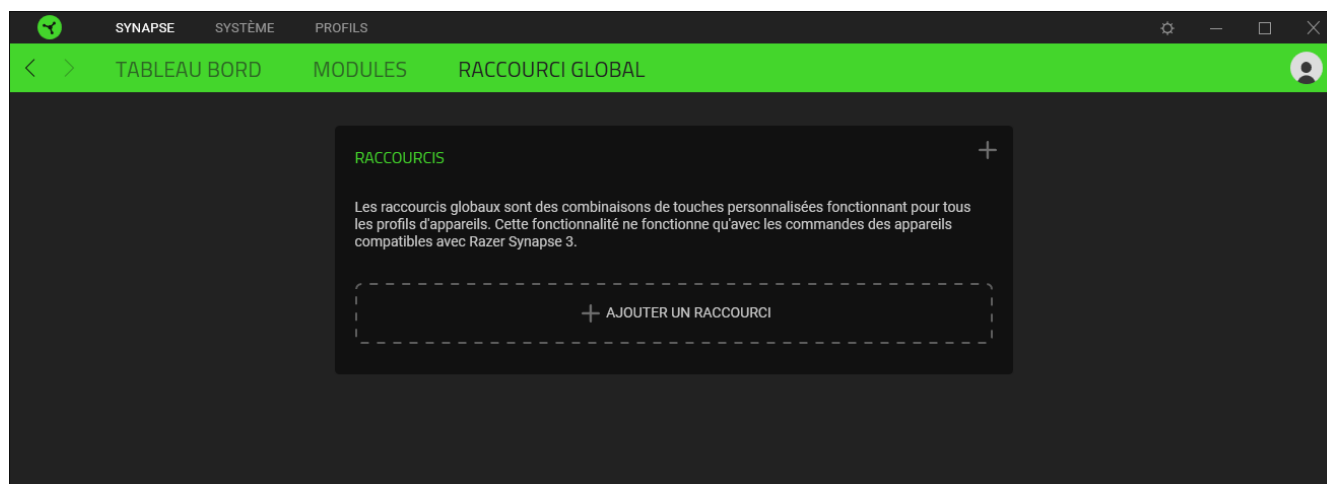 SYNAPSE SYSTÈME PROFILS
TABLEAU BORD MODULES RACCOURCI GLOBAL
RACCOURCIS
Les raccourcis globaux sont des combinaisons de touches personnalisées fonctionnant pour tous
les profils d'appareils. Cette fonctionnalité ne fonctionne qu'avec les commandes des appareils
compatibles avec Razer Synapse 3.
AJOUTER UN RACCOURCI